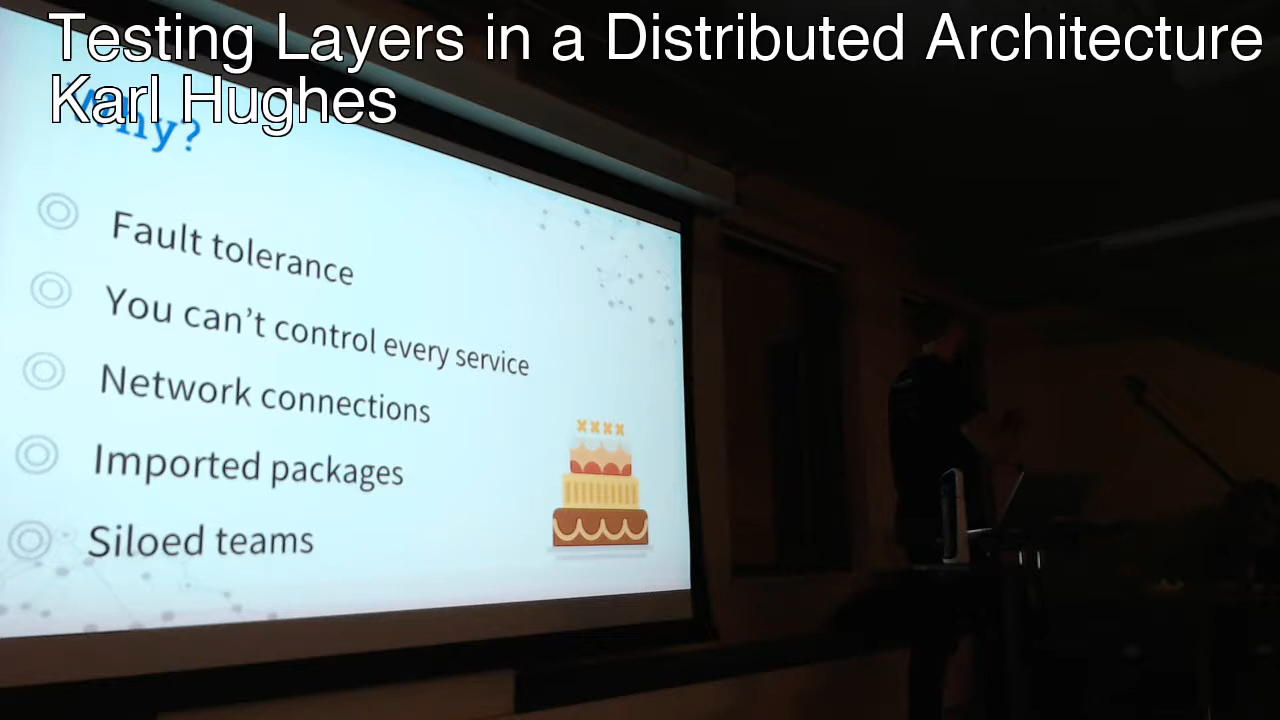 Testing Layers in a Distributed Architecture
Karl Hughes
Why?
Fault tolerance
You can't control every service
Network connections
Imported packages
Siloed teams